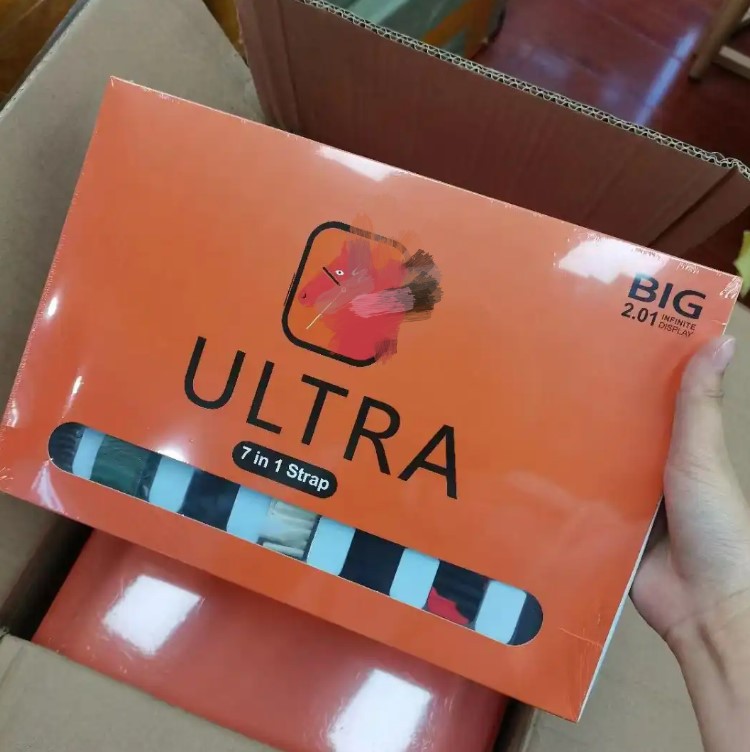 BIG
2.01 INFINITE
DISPLAY
ULTRA
7 in 1 Strap